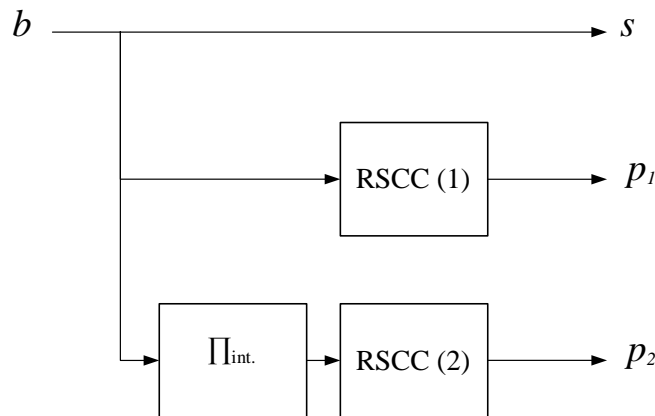 b s
RSCC (1) p1
∏int. RSCC (2) p2